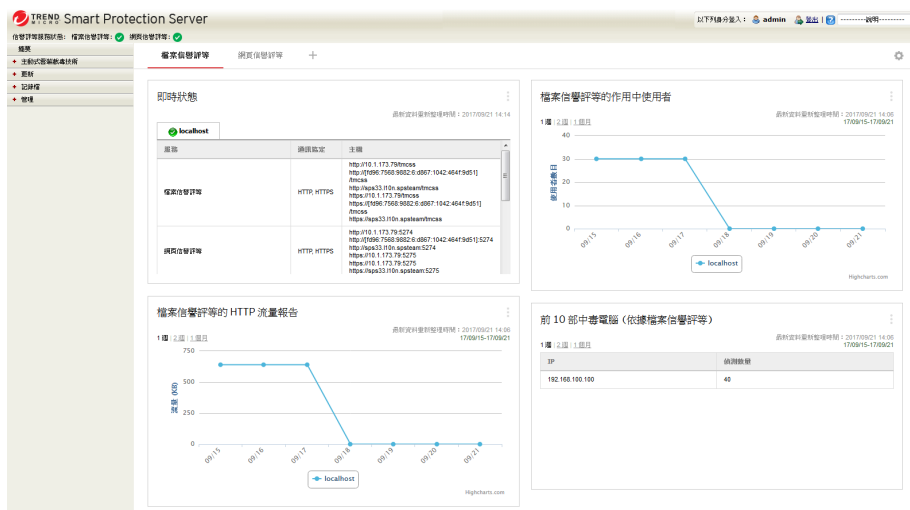 TREND MICRO Smart Protection Server
以下列身分登入： admin 登出 | ? ----------說明----------
信譽評等服務狀態: 檔案信譽評等: 網頁信譽評等:
摘要
主動式雲端截毒技術
更新
記錄檔
管理
檔案信譽評等 網頁信譽評等 +
即時狀態
最新資料重新整理時間：2017/09/21 14:14
localhost
服務 通訊協定 主機
檔案信譽評等 HTTP, HTTPS
http://10.1.173.79/tmcss
http://[fd96:7568:9882:6:d867:1042:464f:9d51]
/tmcss
http://sps33.l10n.spsteam/tmcss
https://10.1.173.79/tmcss
https://[fd96:7568:9882:6:d867:1042:464f:9d51]
/tmcss
https://sps33.l10n.spsteam/tmcss
網頁信譽評等 HTTP, HTTPS
http://10.1.173.79:5274
http://[fd96:7568:9882:6:d867:1042:464f:9d51]:5274
http://sps33.l10n.spsteam:5274
https://10.1.173.79:5275
https://10.1.173.79:5275
https://sps33.l10n.spsteam:5275
檔案信譽評等的作用中使用者
最新資料重新整理時間：2017/09/21 14:06
1 週 | 2 週 | 1 個月 17/09/15-17/09/21
使用者數目
40
30
20
10
0
09/15 09/16 09/17 09/18 09/19 09/20 09/21
localhost
Highcharts.com
檔案信譽評等的 HTTP 流量報告
最新資料重新整理時間：2017/09/21 14:06
1 週 | 2 週 | 1 個月 17/09/15-17/09/21
流量 (KB)
750
500
250
0
09/15 09/16 09/17 09/18 09/19 09/20 09/21
localhost
Highcharts.com
前 10 部中毒電腦（依據檔案信譽評等）
最新資料重新整理時間：2017/09/21 14:06
1 週 | 2 週 | 1 個月 17/09/15-17/09/21
IP 偵測數量
192.168.100.100 40